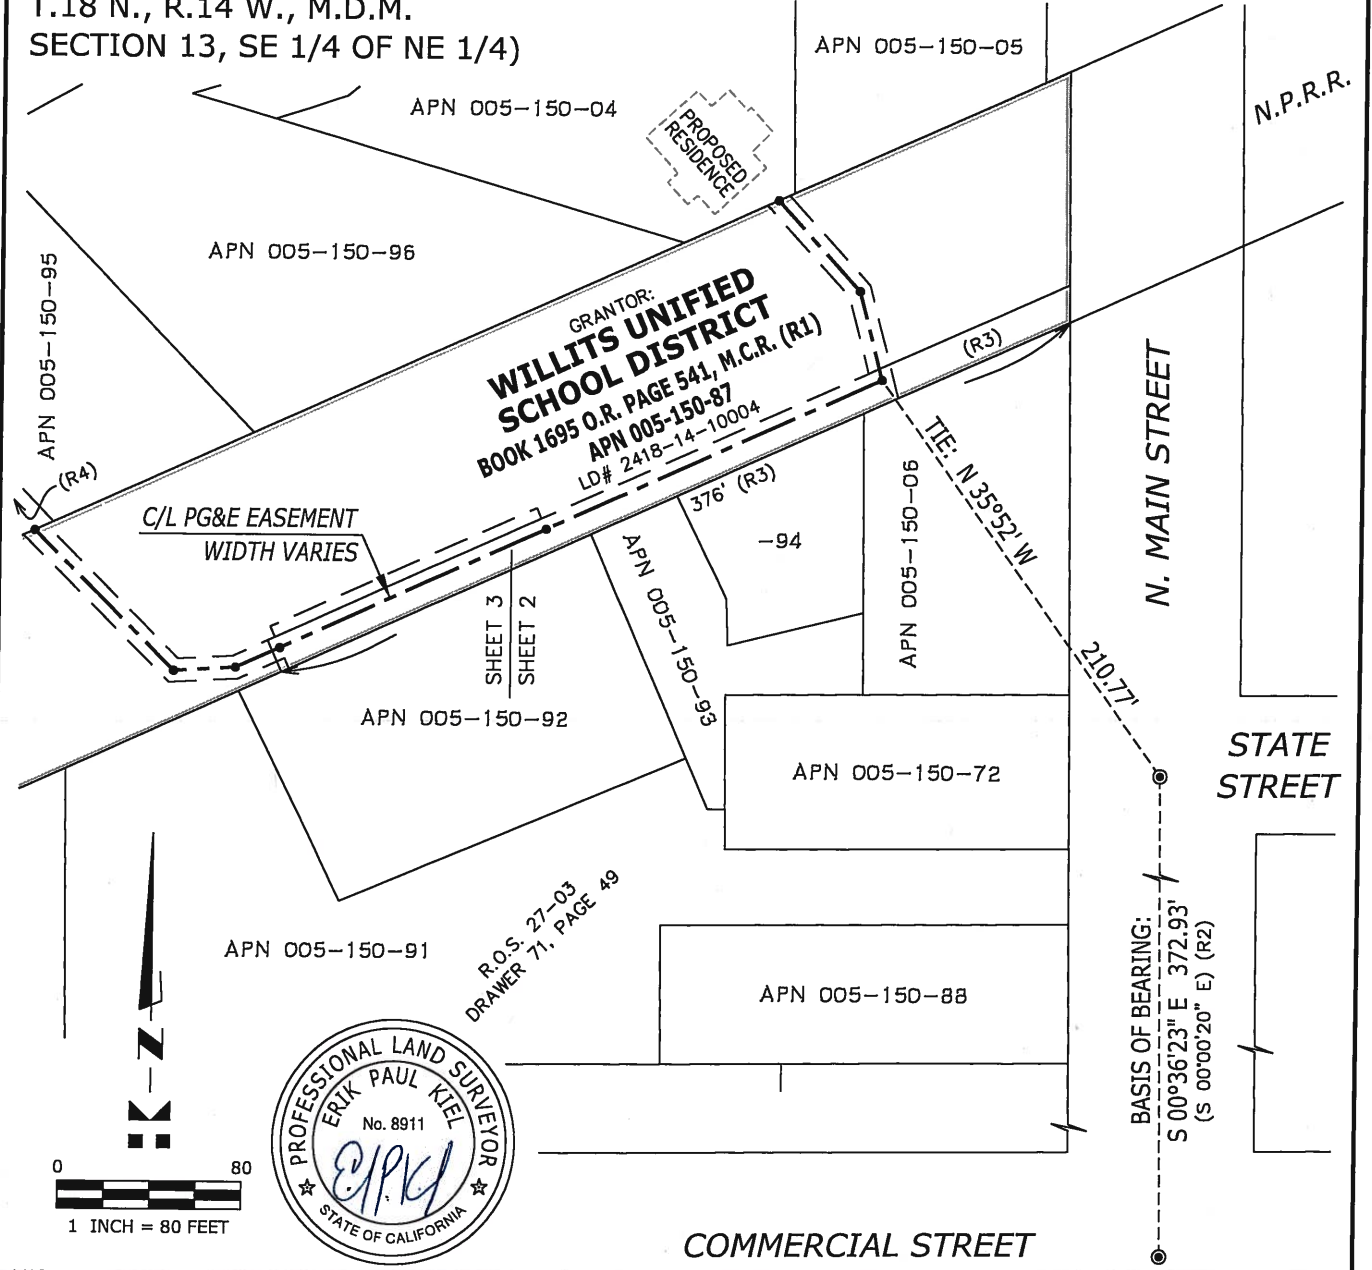 T.18 N., R.14 W., M.D.M.
SECTION 13, SE 1/4 OF NE 1/4)
APN 005-150-05
N.P.R.R.
APN 005-150-04
PROPOSED
RESIDENCE
APN 005-150-96
APN 005-150-95
GRANTOR:
WILLITS UNIFIED
SCHOOL DISTRICT
BOOK 1695 O.R. PAGE 541, M.C.R. (R1)
APN 005-150-87
LD# 2418-14-10004
(R3)
(R4)
C/L PG&E EASEMENT
WIDTH VARIES
376' (R3)
TIE: N 35°52' W
210.77'
N. MAIN STREET
-94
APN 005-150-06
APN 005-150-93
SHEET 3
SHEET 2
APN 005-150-92
STATE
STREET
APN 005-150-72
R.O.S. 27-03
DRAWER 71, PAGE 49
APN 005-150-91
APN 005-150-88
BASIS OF BEARING:
S 00°36'23" E 372.93'
(S 00°00'20" E) (R2)
N
PROFESSIONAL LAND SURVEYOR
ERIK PAUL KIEL
No. 8911
STATE OF CALIFORNIA
0 80
1 INCH = 80 FEET
COMMERCIAL STREET